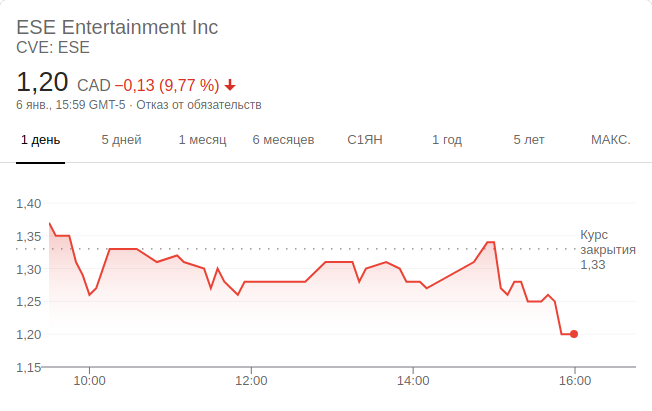 ESE Entertainment Inc
CVE: ESE
1,20 CAD −0,13 (9,77 %)
6 янв., 15:59 GMT-5 · Отказ от обязательств
1 день 5 дней 1 месяц 6 месяцев С1ЯН 1 год 5 лет МАКС.
1,40
1,35
1,30
1,25
1,20
1,15
Курс
закрытия
1,33
10:00 12:00 14:00 16:00